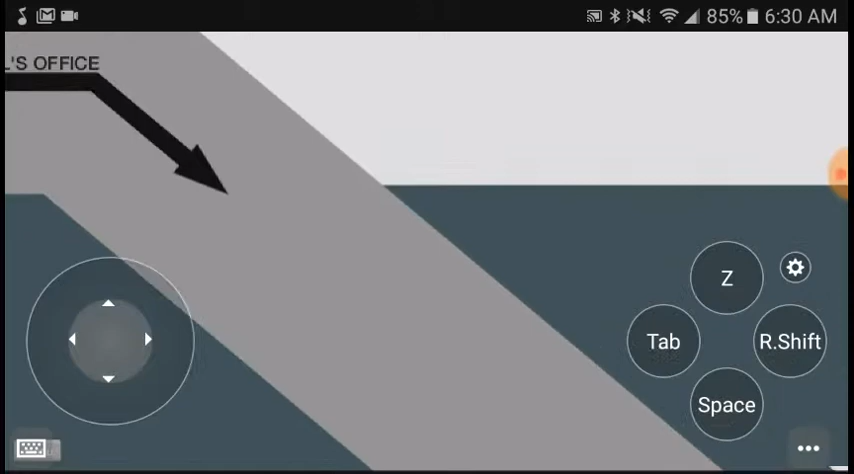 85% 6:30 AM
L'S OFFICE
Z
Tab
R.Shift
Space